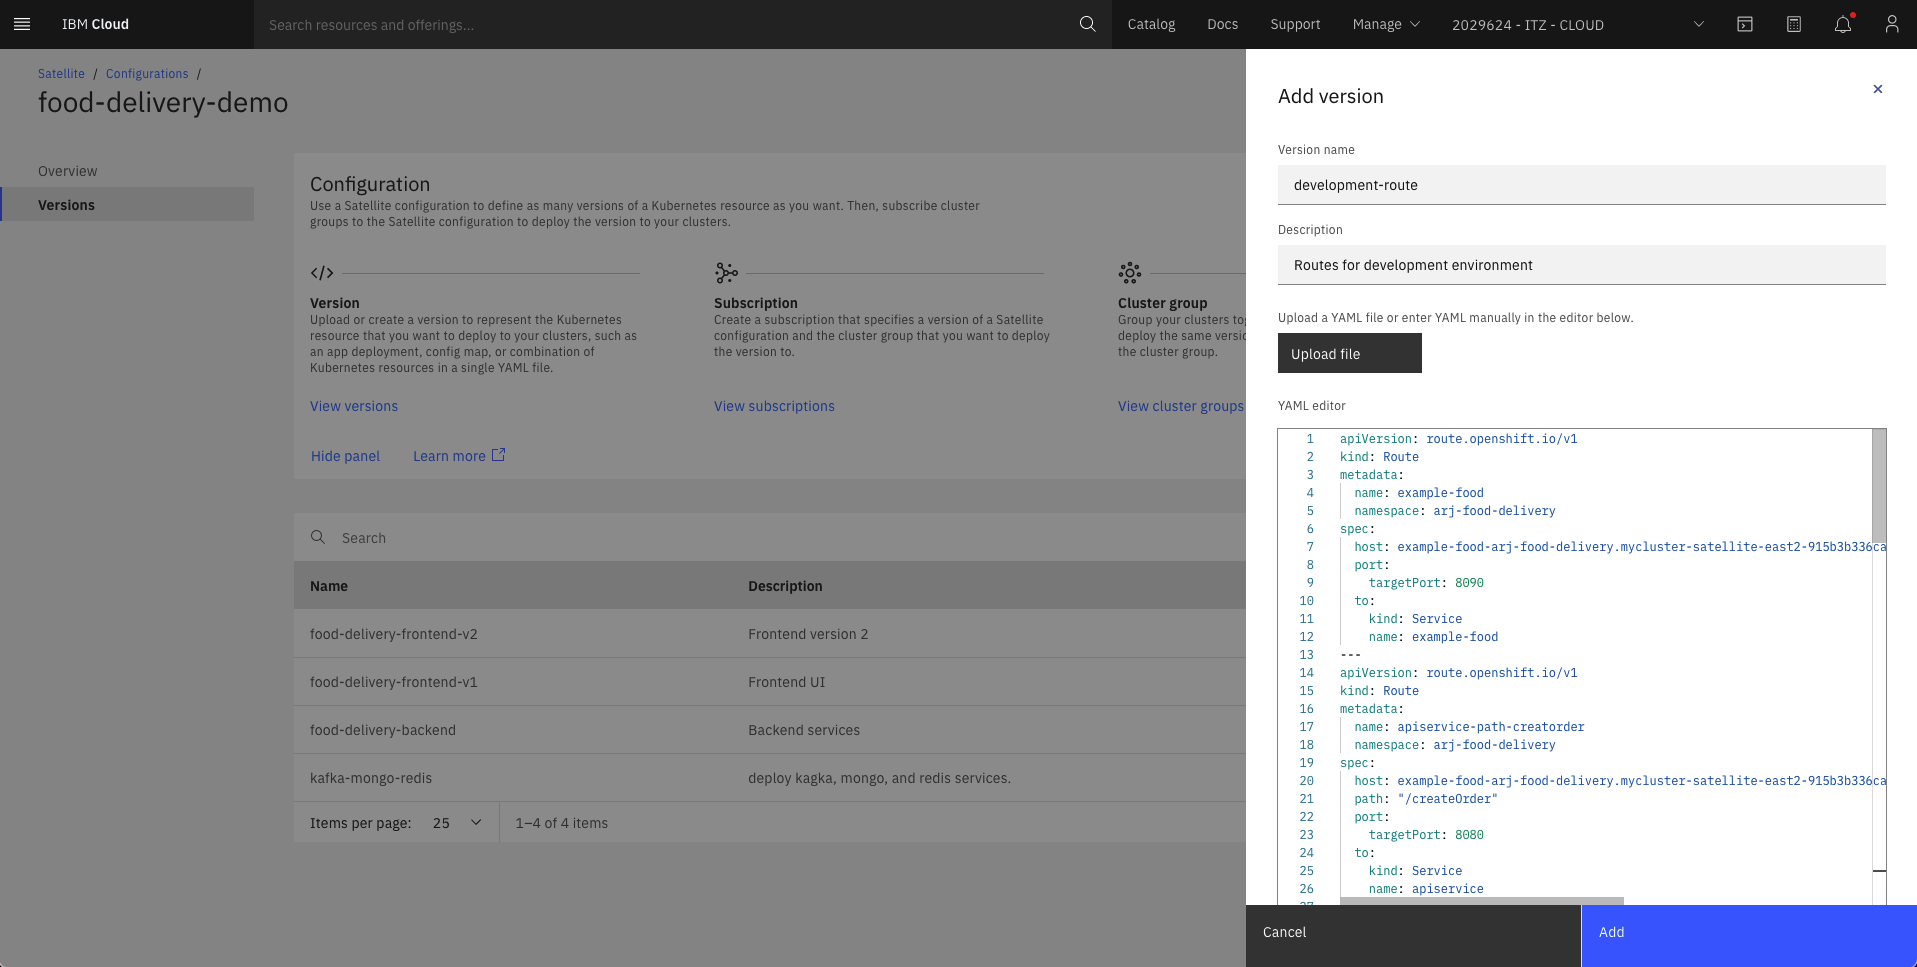 IBM Cloud
Search resources and offerings...
Catalog
Docs
Support
Manage
2029624 - ITZ - CLOUD
Satellite / Configurations /
food-delivery-demo
Overview
Versions
Configuration
Use a Satellite configuration to define as many versions of a Kubernetes resource as you want. Then, subscribe cluster
groups to the Satellite configuration to deploy the version to your clusters.
Version
Upload or create a version to represent the Kubernetes
resource that you want to deploy to your clusters, such as
an app deployment, config map, or combination of
Kubernetes resources in a single YAML file.
View versions
Subscription
Create a subscription that specifies a version of a Satellite
configuration and the cluster group that you want to deploy
the version to.
View subscriptions
Cluster group
Group your clusters tog
deploy the same versio
the cluster group.
View cluster groups
Hide panel
Learn more
Search
Name Description
food-delivery-frontend-v2 Frontend version 2
food-delivery-frontend-v1 Frontend UI
food-delivery-backend Backend services
kafka-mongo-redis deploy kagka, mongo, and redis services.
Items per page: 25 1–4 of 4 items
Add version
Version name
development-route
Description
Routes for development environment
Upload a YAML file or enter YAML manually in the editor below.
Upload file
YAML editor
1 apiVersion: route.openshift.io/v1
2 kind: Route
3 metadata:
4 name: example-food
5 namespace: arj-food-delivery
6 spec:
7 host: example-food-arj-food-delivery.mycluster-satellite-east2-915b3b336ca
8 port:
9 targetPort: 8090
10 to:
11 kind: Service
12 name: example-food
13 ---
14 apiVersion: route.openshift.io/v1
15 kind: Route
16 metadata:
17 name: apiservice-path-creatorder
18 namespace: arj-food-delivery
19 spec:
20 host: example-food-arj-food-delivery.mycluster-satellite-east2-915b3b336ca
21 path: "/createOrder"
22 port:
23 targetPort: 8080
24 to:
25 kind: Service
26 name: apiservice
27
Cancel
Add